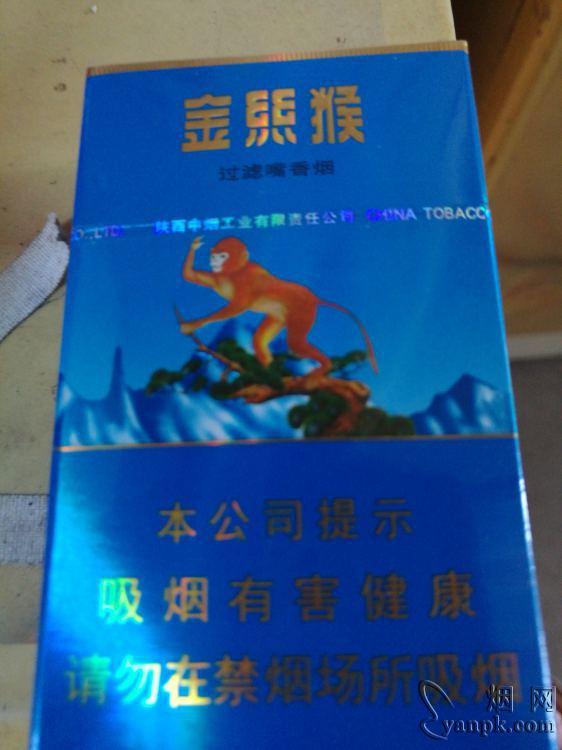 金丝猴
过滤嘴香烟
CO.,LTD. 陕西中烟工业有限责任公司 CHINA TOBACCO
本公司提示
吸烟有害健康
请勿在禁烟场所吸烟
烟网
yanpk.com